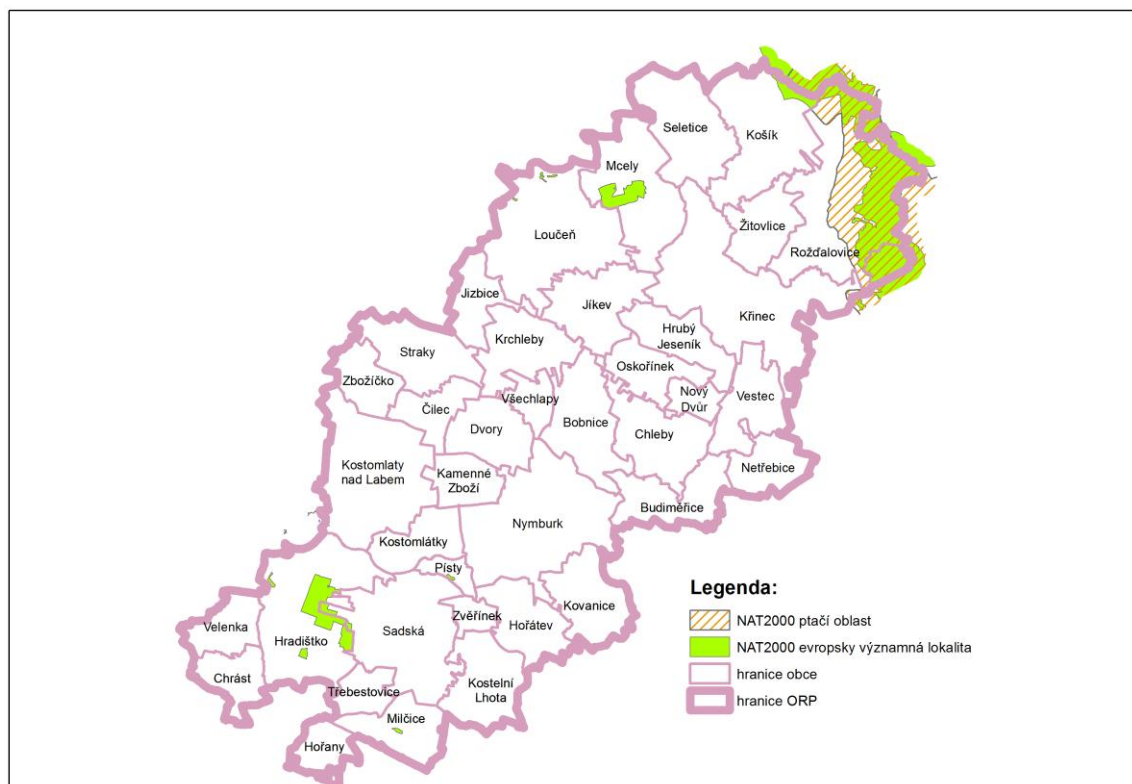 Seletice
Košík
Mcely
Žitovlice
Loučeň
Rožďalovice
Jizbice
Jíkev
Křinec
Hrubý
Jeseník
Krchleby
Straky
Oskořínek
Zbožíčko
Nový
Dvůr
Všechlapy
Vestec
Čilec
Dvory
Bobnice
Chleby
Kostomlaty
nad Labem
Kamenné
Zboží
Netřebice
Budiměřice
Nymburk
Kostomlátky
Písty
Kovanice
Velenka
Zvěřínek
Sadská
Hořátev
Hradištko
Chrást
Třebestovice
Kostelní
Lhota
Milčice
Hořany
Legenda:
NAT2000 ptačí oblast
NAT2000 evropsky významná lokalita
hranice obce
hranice ORP